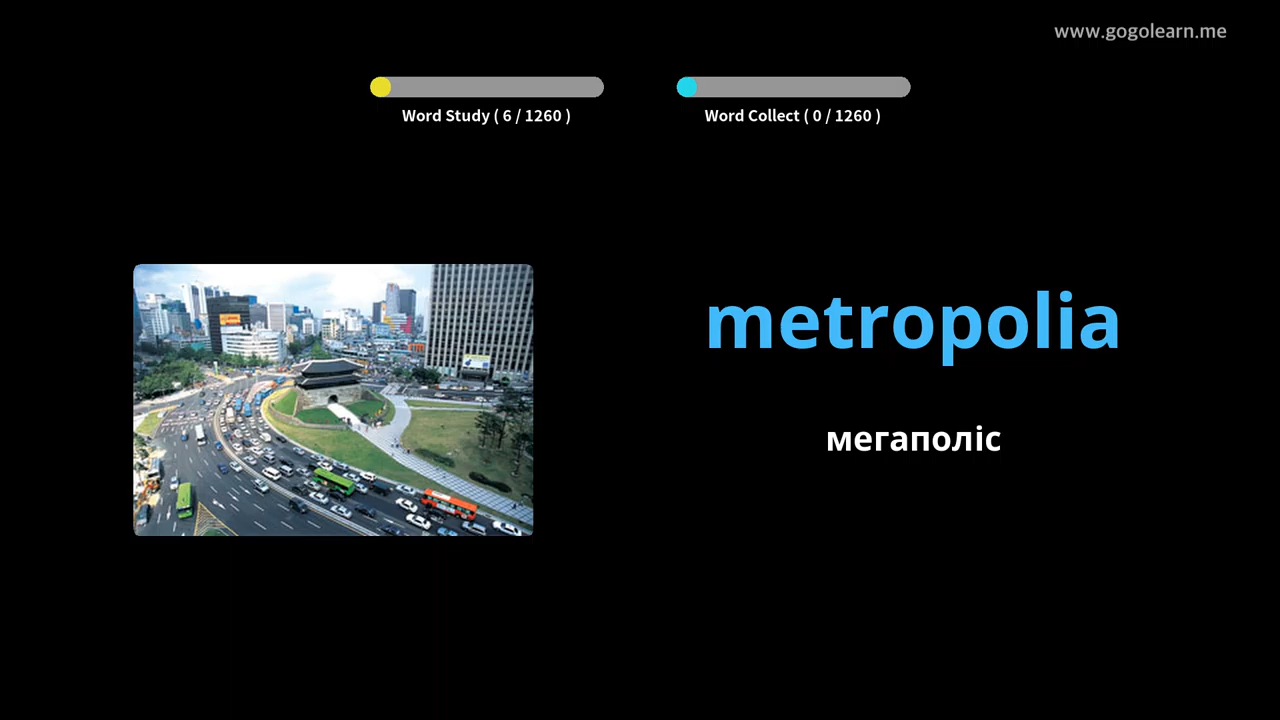 www.gogolearn.me
Word Study ( 6 / 1260 )
Word Collect ( 0 / 1260 )
metropolia
мегаполіс